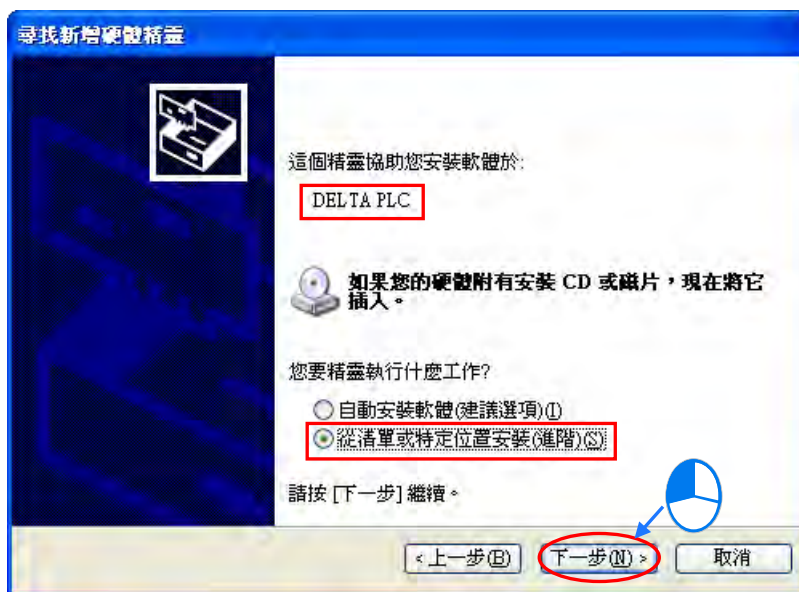 尋找新增硬體精靈
這個精靈協助您安裝軟體於:
DELTA PLC
如果您的硬體附有安裝 CD 或磁片，現在將它
插入。
您要精靈執行什麼工作?
自動安裝軟體(建議選項)(I)
從清單或特定位置安裝(進階)(S)
請按 [下一步] 繼續。
<上一步(B) 下一步(N)> 取消